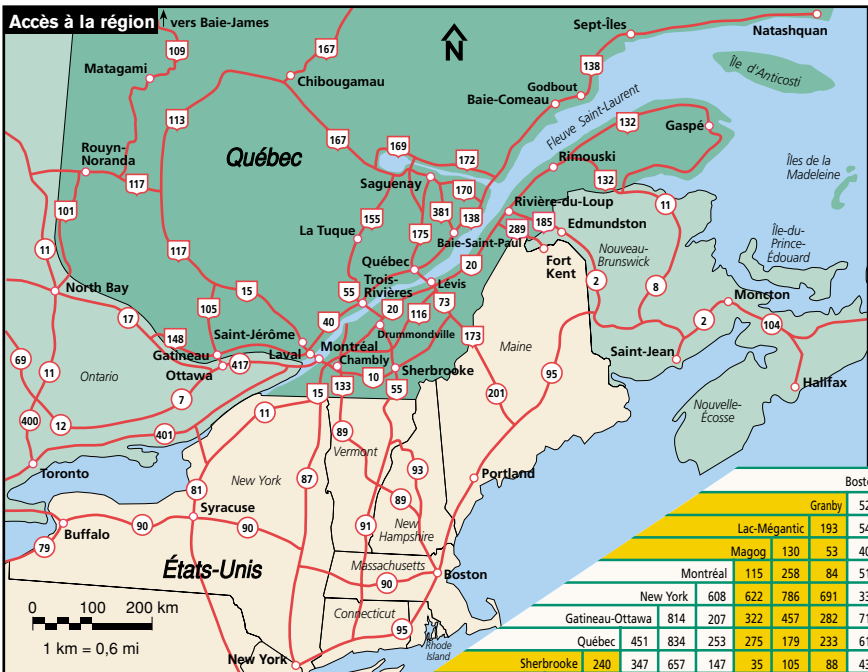 Accès à la région
vers Baie-James
N
109
167
Sept-Îles
Natashquan
Matagami
Chibougamau
138
Île d'Anticosti
Godbout
Baie-Comeau
113
Fleuve Saint-Laurent
132
Gaspé
167
169
172
Rouyn-
Noranda
Québec
Rimouski
Îles de la
Madeleine
117
Saguenay
170
132
101
155
381
138
Rivière-du-Loup
11
185
Edmundston
La Tuque
175
Baie-Saint-Paul
289
Île-du-
Prince-
Édouard
11
117
Québec
20
Fort
Kent
Nouveau-
Brunswick
Trois-
Rivières
Lévis
2
8
North Bay
15
55
73
Moncton
105
20
116
17
40
2
104
148
Saint-Jérôme
Drummondville
173
Maine
Gatineau
Laval
Montréal
Saint-Jean
69
11
Ottawa
417
Chambly
Sherbrooke
95
Ontario
10
7
15
133
55
201
Halifax
400
12
11
Nouvelle-
Écosse
401
89
Vermont
Toronto
93
Portland
81
New York
87
89
Syracuse
Buffalo
90
90
91
New
Hampshire
79
États-Unis
Massachusetts
90
Boston
Connecticut
95
Rhode
Island
New York
0 100 200 km
1 km = 0,6 mi
Granby
Lac-Mégantic 193
Magog 130 53
Montréal 115 258 84
New York 608 622 786 691
Gatineau-Ottawa 814 207 322 457 282
Québec 451 834 253 275 179 233
Sherbrooke 240 347 657 147 35 105 88